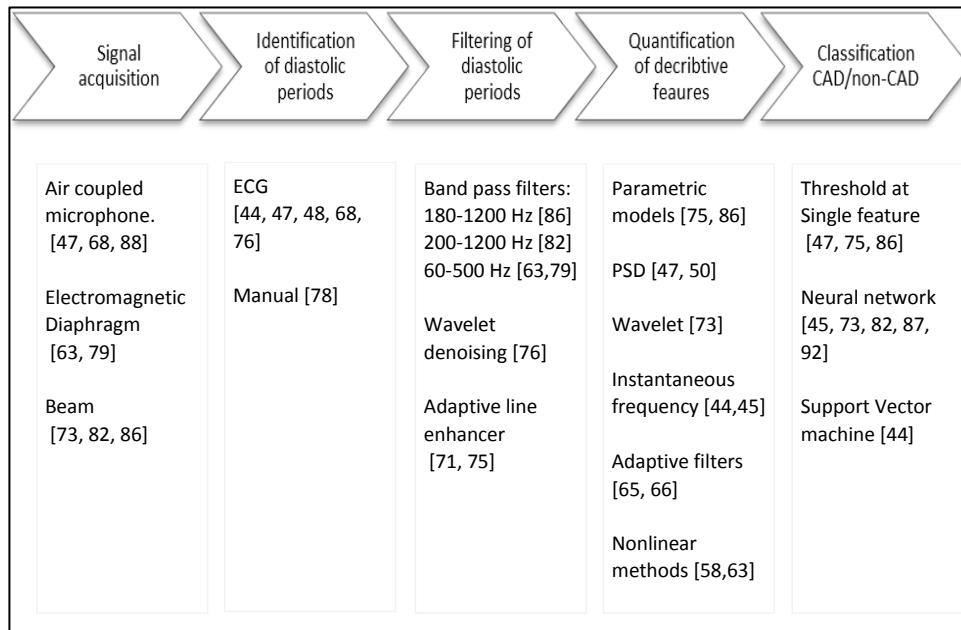 Signal
acquisition
Identification
of diastolic
periods
Filtering of
diastolic
periods
Quantification
of decribtive
feaures
Classification
CAD/non-CAD
Air coupled
microphone.
[47, 68, 88]
Electromagnetic
Diaphragm
[63, 79]
Beam
[73, 82, 86]
ECG
[44, 47, 48, 68,
76]
Manual [78]
Band pass filters:
180-1200 Hz [86]
200-1200 Hz [82]
60-500 Hz [63,79]
Wavelet
denoising [76]
Adaptive line
enhancer
[71, 75]
Parametric
models [75, 86]
PSD [47, 50]
Wavelet [73]
Instantaneous
frequency [44,45]
Adaptive filters
[65, 66]
Nonlinear
methods [58,63]
Threshold at
Single feature
[47, 75, 86]
Neural network
[45, 73, 82, 87,
92]
Support Vector
machine [44]